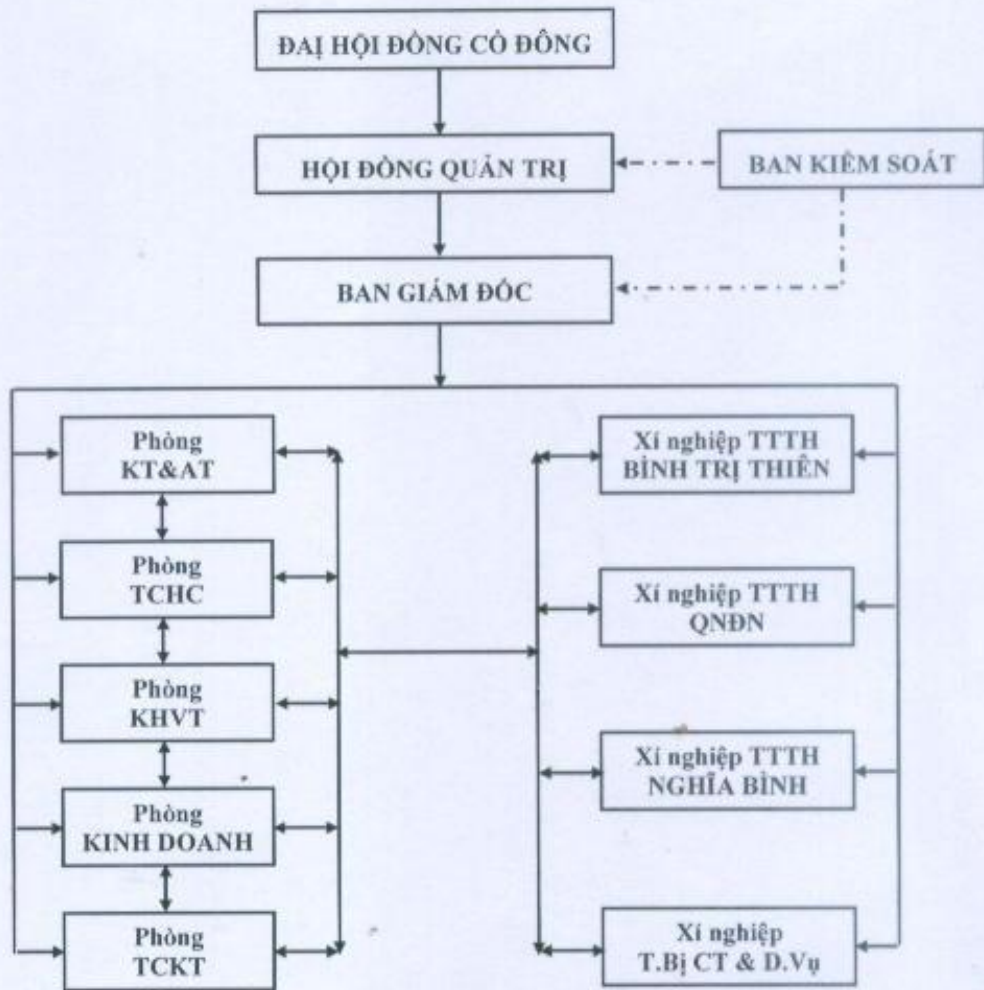 ĐAỊ HỘI ĐỒNG CỔ ĐÔNG
HỘI ĐỒNG QUẢN TRỊ
BAN KIỂM SOÁT
BAN GIÁM ĐỐC
Phòng
KT&AT
Phòng
TCHC
Phòng
KHVT
Phòng
KINH DOANH
Phòng
TCKT
Xí nghiệp TTTH
BÌNH TRỊ THIÊN
Xí nghiệp TTTH
QNĐN
Xí nghiệp TTTH
NGHĨA BÌNH
Xí nghiệp
T.Bị CT & D.Vụ